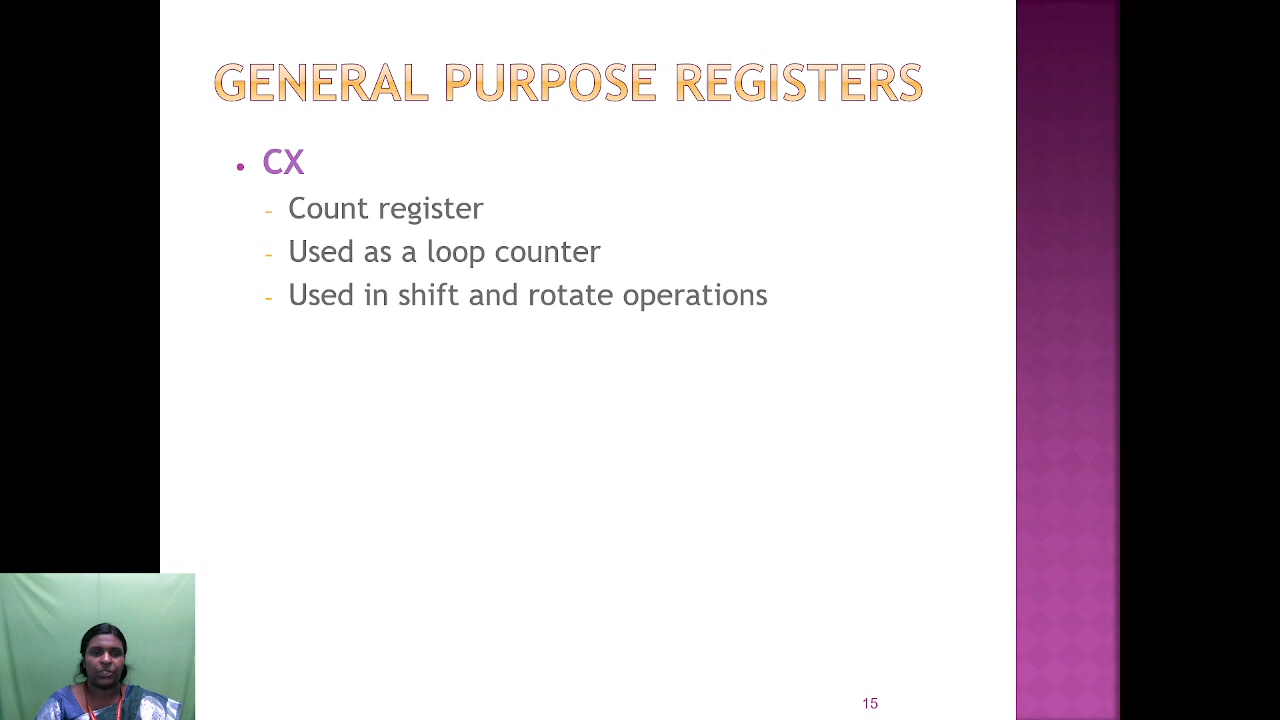 GENERAL PURPOSE REGISTERS
• CX
- Count register
- Used as a loop counter
- Used in shift and rotate operations
15